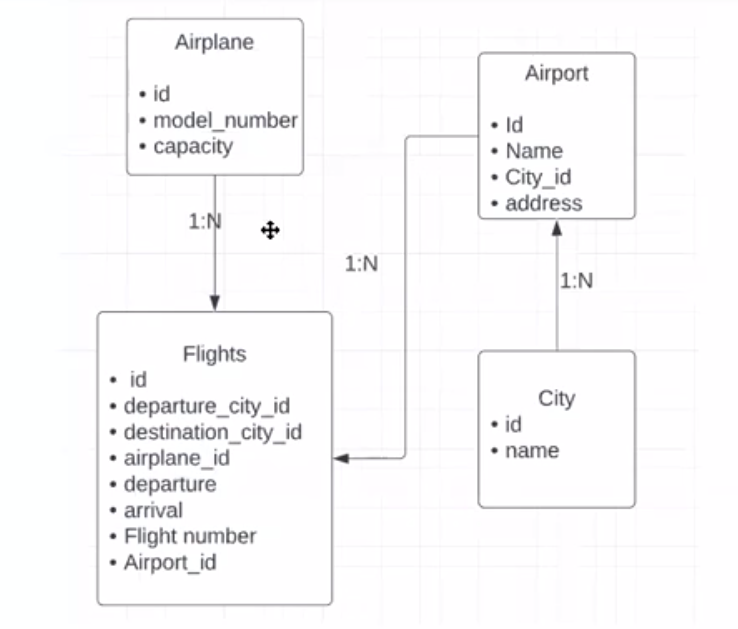 Airplane
• id
• model_number
• capacity
1:N
Airport
• Id
• Name
• City_id
• address
1:N
1:N
Flights
• id
• departure_city_id
• destination_city_id
• airplane_id
• departure
• arrival
• Flight number
• Airport_id
City
• id
• name